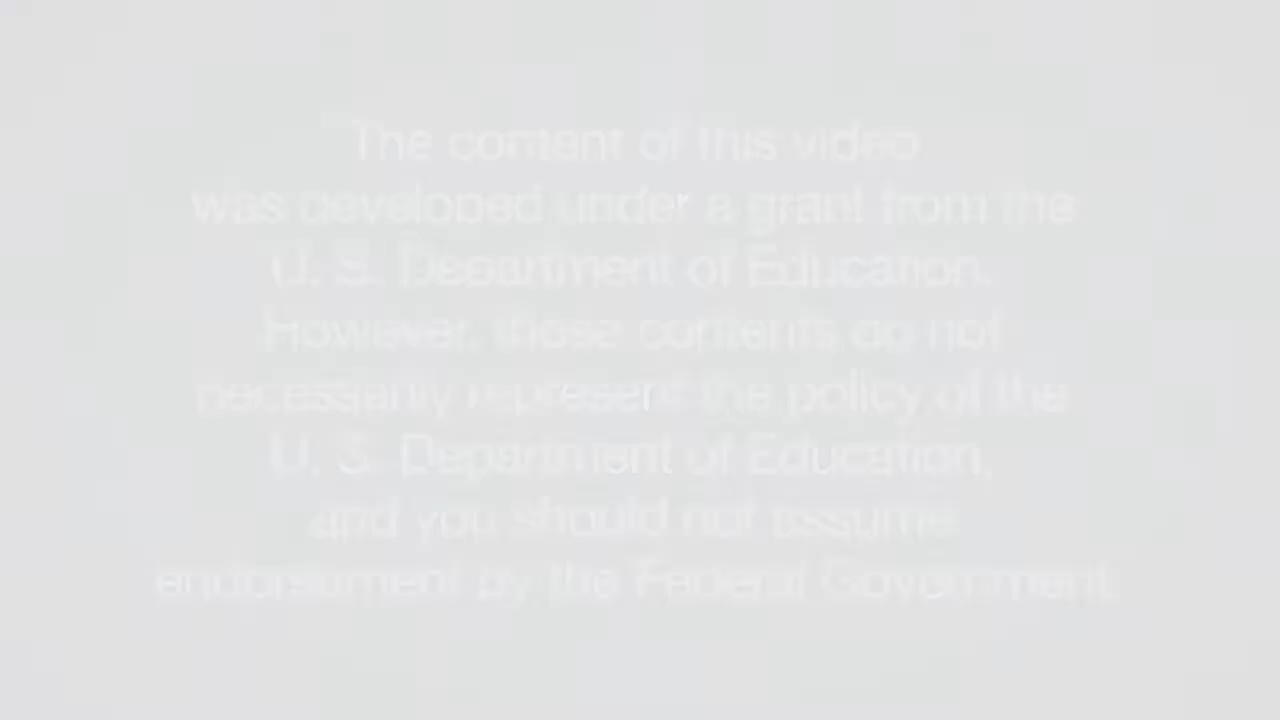 The content of this video
was developed under a grant from the
U. S. Department of Education.
However, those contents do not
necessarily represent the policy of the
U. S. Department of Education,
and you should not assume
endorsement by the Federal Government.